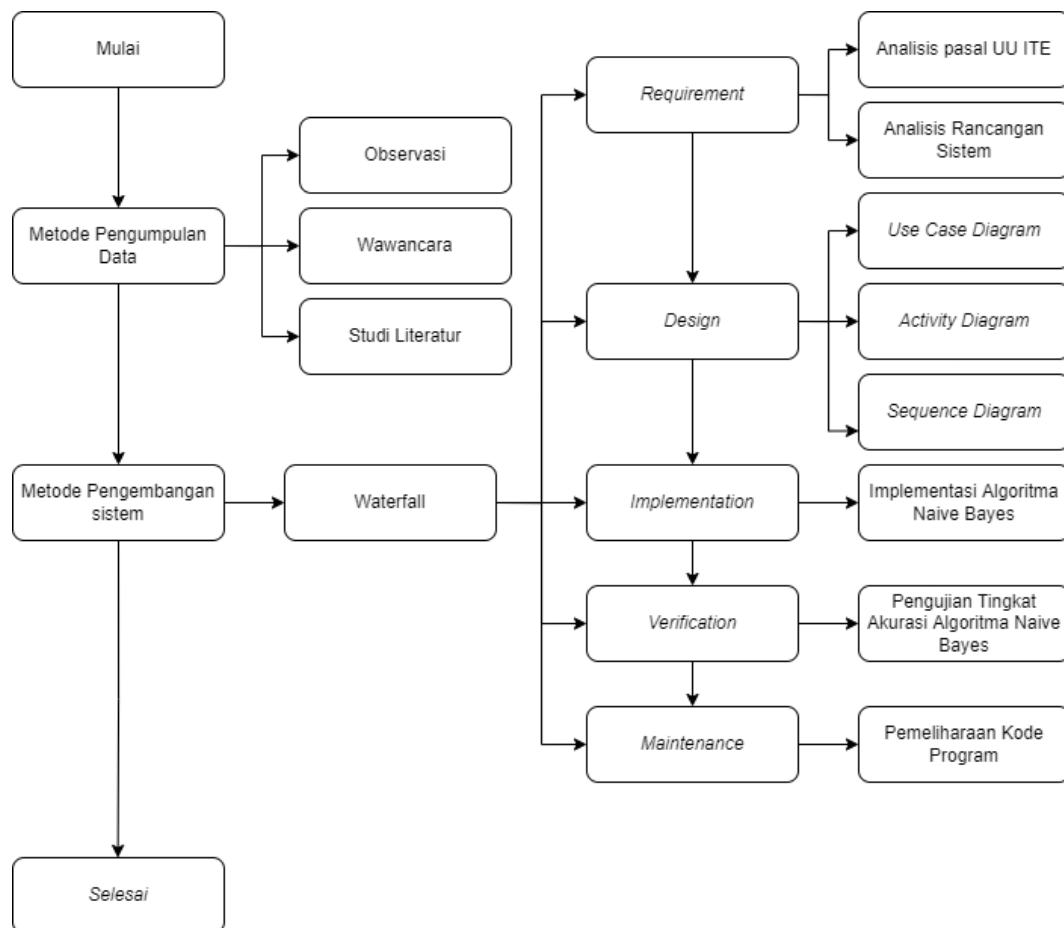 Mulai
Metode Pengumpulan
Data
Observasi
Wawancara
Studi Literatur
Metode Pengembangan
sistem
Waterfall
Requirement
Analisis pasal UU ITE
Analisis Rancangan
Sistem
Design
Use Case Diagram
Activity Diagram
Sequence Diagram
Implementation
Implementasi Algoritma
Naive Bayes
Verification
Pengujian Tingkat
Akurasi Algoritma Naive
Bayes
Maintenance
Pemeliharaan Kode
Program
Selesai